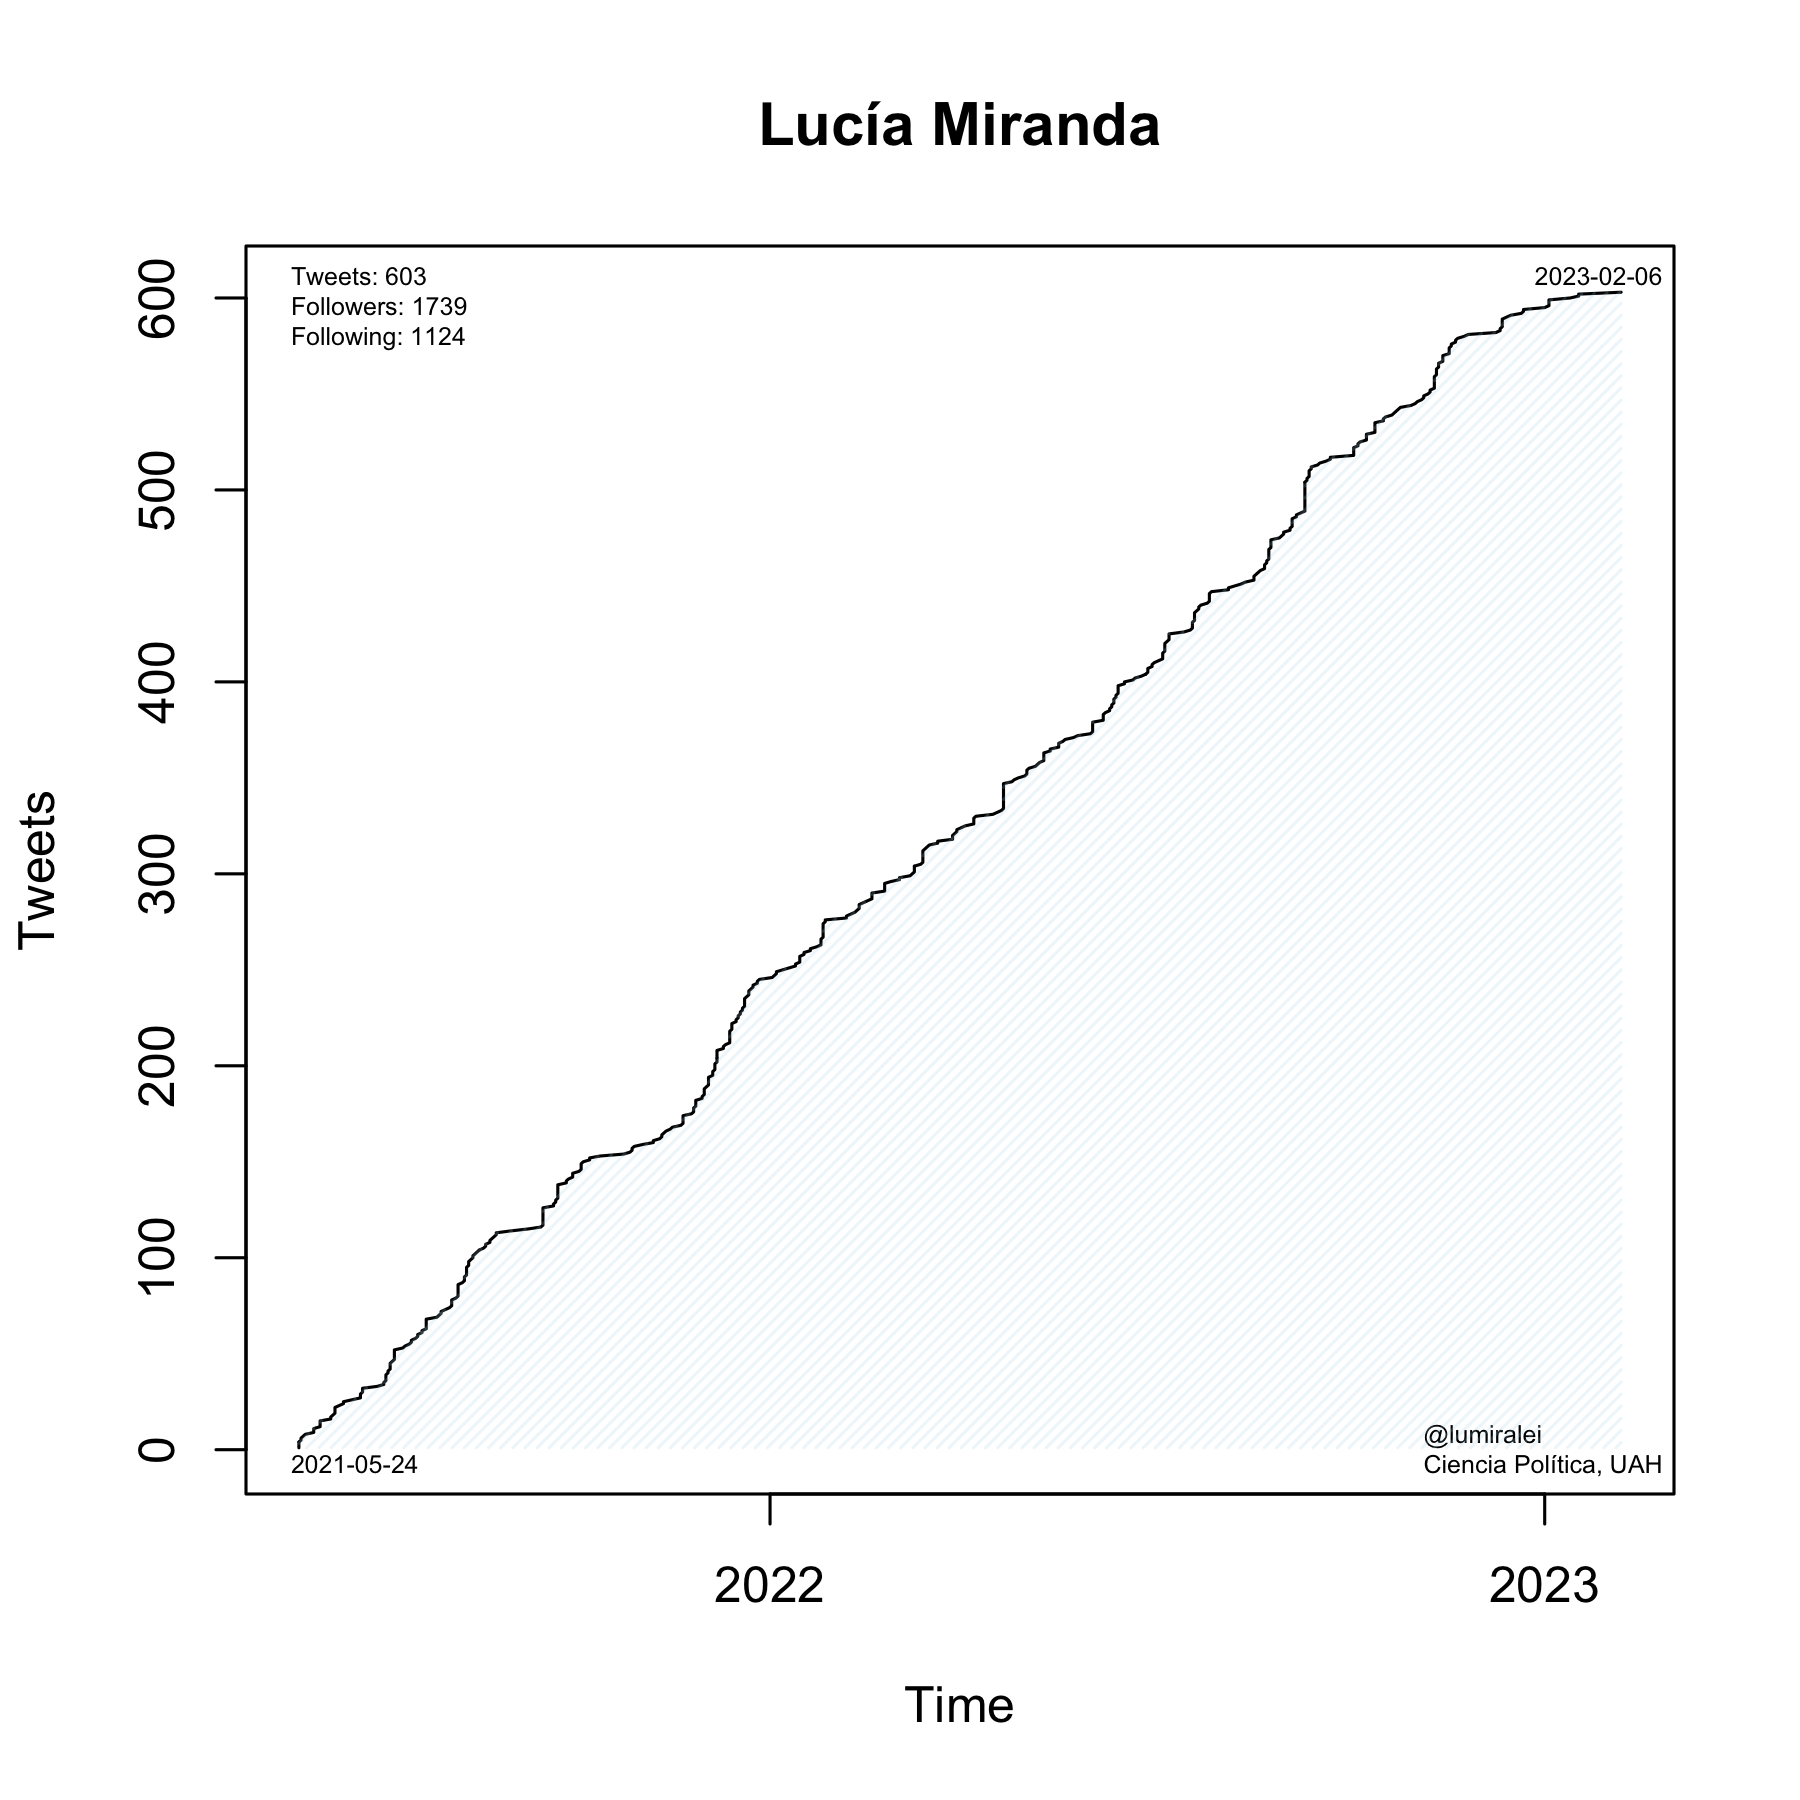 Lucía Miranda
Tweets: 603
Followers: 1739
Following: 1124
2023-02-06
600
500
400
300
200
100
0
Tweets
@lumiralei
Ciencia Política, UAH
2021-05-24
2022
2023
Time